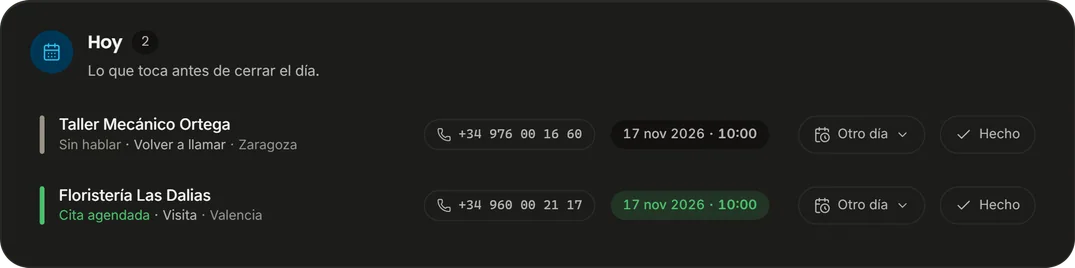 Hoy 2
Lo que toca antes de cerrar el día.
Taller Mecánico Ortega
Sin hablar · Volver a llamar · Zaragoza
+34 976 00 16 60
17 nov 2026 · 10:00
Otro día
Hecho
Floristería Las Dalias
Cita agendada · Visita · Valencia
+34 960 00 21 17
17 nov 2026 · 10:00
Otro día
Hecho